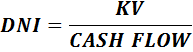 DNI = KV / CASH FLOW